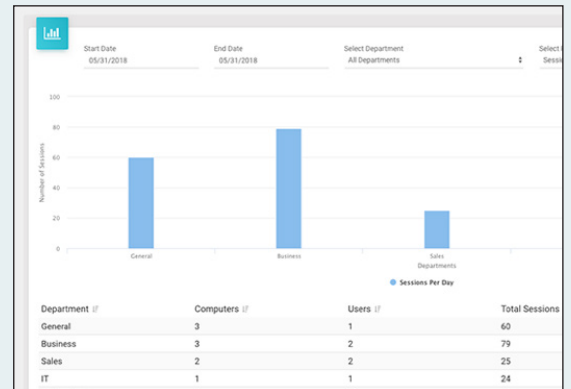 Start Date End Date Select Department Select
05/31/2018 05/31/2018 All Departments Sessi
100
80
60
40
20
0
Number of Sessions
General Business Sales
Departments
Sessions Per Day
Department Computers Users Total Sessions
General 3 1 60
Business 3 2 79
Sales 2 2 25
IT 1 1 24